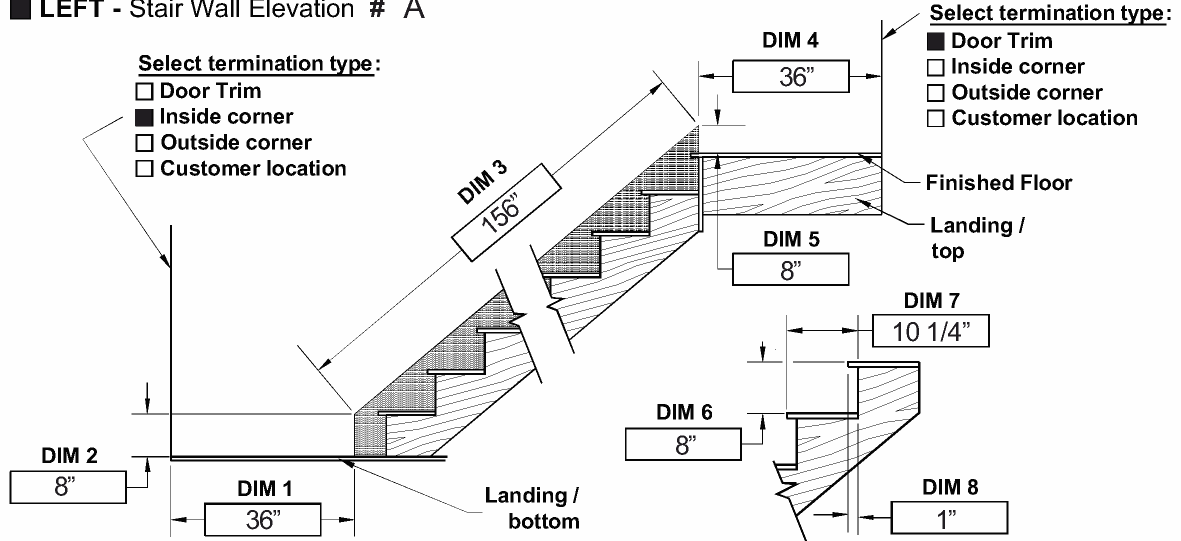 LEFT - Stair Wall Elevation # A
Select termination type:
Door Trim
Inside corner
Outside corner
Customer location
DIM 4
36”
Select termination type:
Door Trim
Inside corner
Outside corner
Customer location
DIM 3
156”
Finished Floor
Landing /
top
DIM 5
8”
DIM 7
10 1/4”
DIM 6
8”
DIM 2
8”
DIM 1
36”
Landing /
bottom
DIM 8
1”